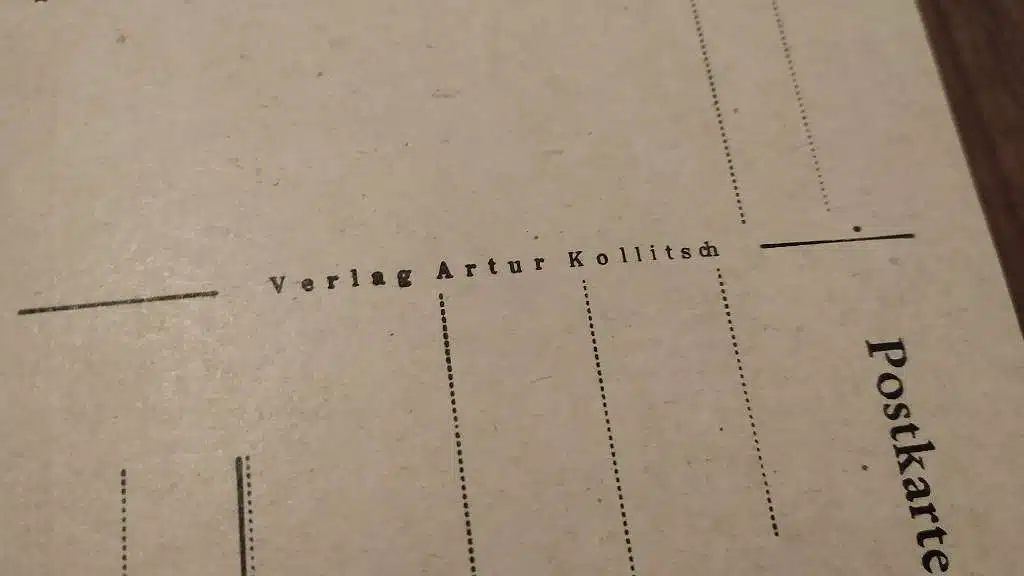 Verlag Artur Kollitsch
Postkarte